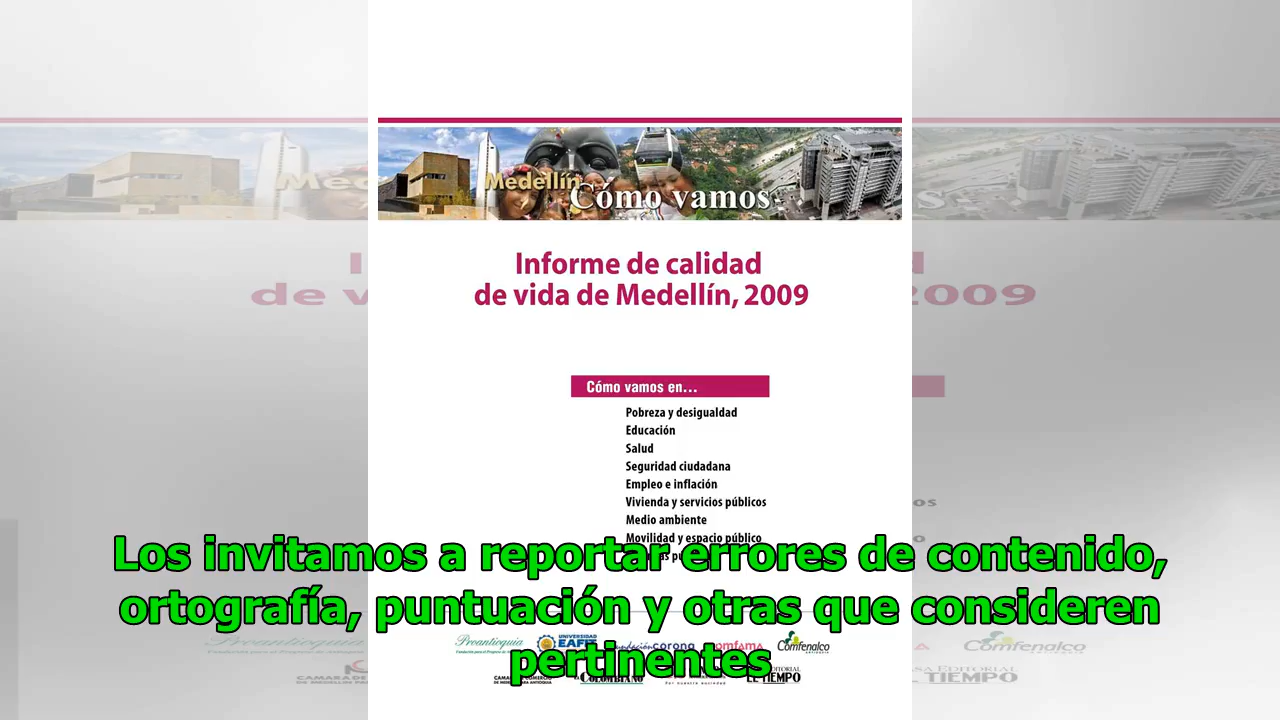 Medellín
Cómo vamos
Informe de calidad
de vida de Medellín, 2009
Cómo vamos en...
Pobreza y desigualdad
Educación
Salud
Seguridad ciudadana
Empleo e inflación
Vivienda y servicios públicos
Medio ambiente
Movilidad y espacio público
Los invitamos a reportar errores de contenido,
ortografía, puntuación y otras que consideren
pertinentes
Proantioquia
UNIVERSIDAD
EAFIT
corona
Comfenalco
EL TIEMPO